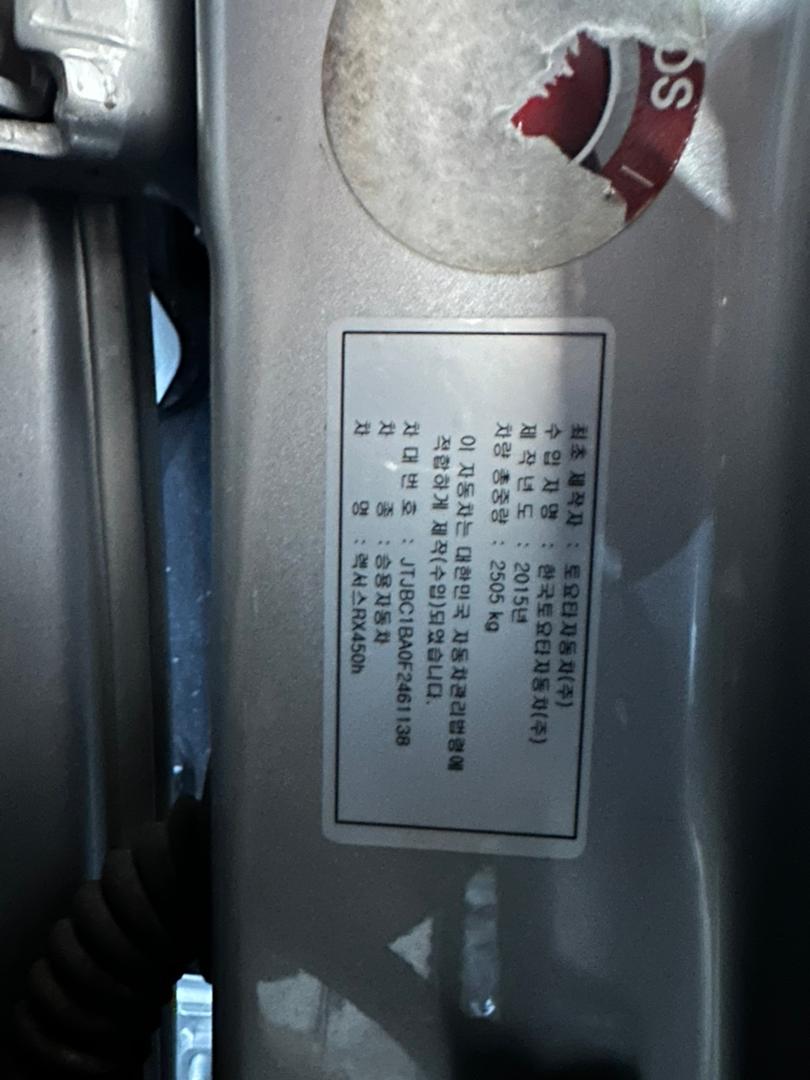 OS
최초 제작자 : 토요타자동차(주)
수 입 자 명 : 한국토요타자동차(주)
제 작 년 도 : 2015년
차량 총중량 : 2505 kg
이 자동차는 대한민국 자동차관리법령에
적합하게 제작(수입)되었습니다.
차 대 번 호 : JTJBC1BA0F2461138
차 종 : 승용자동차
차 명 : 렉서스RX450h